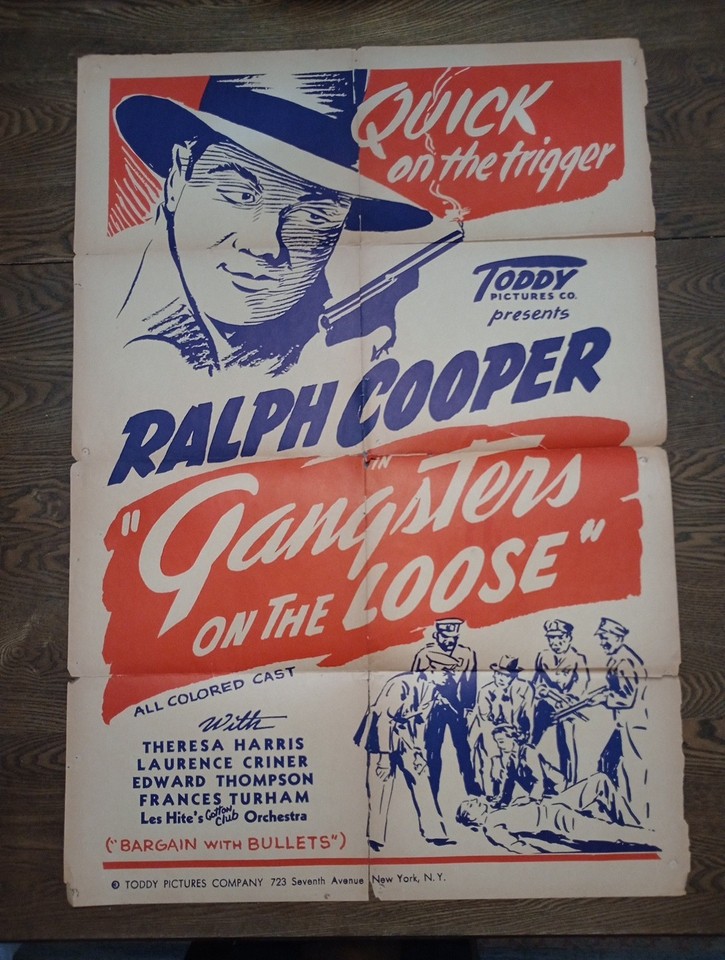 QUICK
on the trigger
TODDY
PICTURES CO.
presents
RALPH COOPER
IN
"Gangsters
ON THE LOOSE"
ALL COLORED CAST
With
THERESA HARRIS
LAURENCE CRINER
EDWARD THOMPSON
FRANCES TURHAM
Les Hite's Cotton Club Orchestra
("BARGAIN WITH BULLETS")
TODDY PICTURES COMPANY 723 Seventh Avenue New York, N.Y.